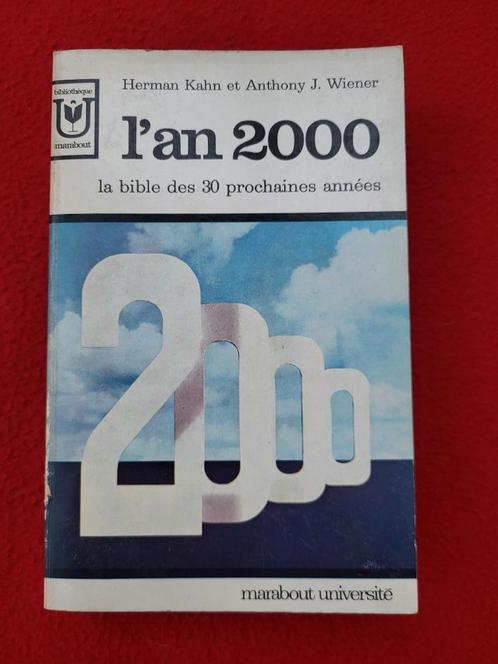 bibliothèque
U
marabout
Herman Kahn et Anthony J. Wiener
l'an 2000
la bible des 30 prochaines années
2000
marabout université